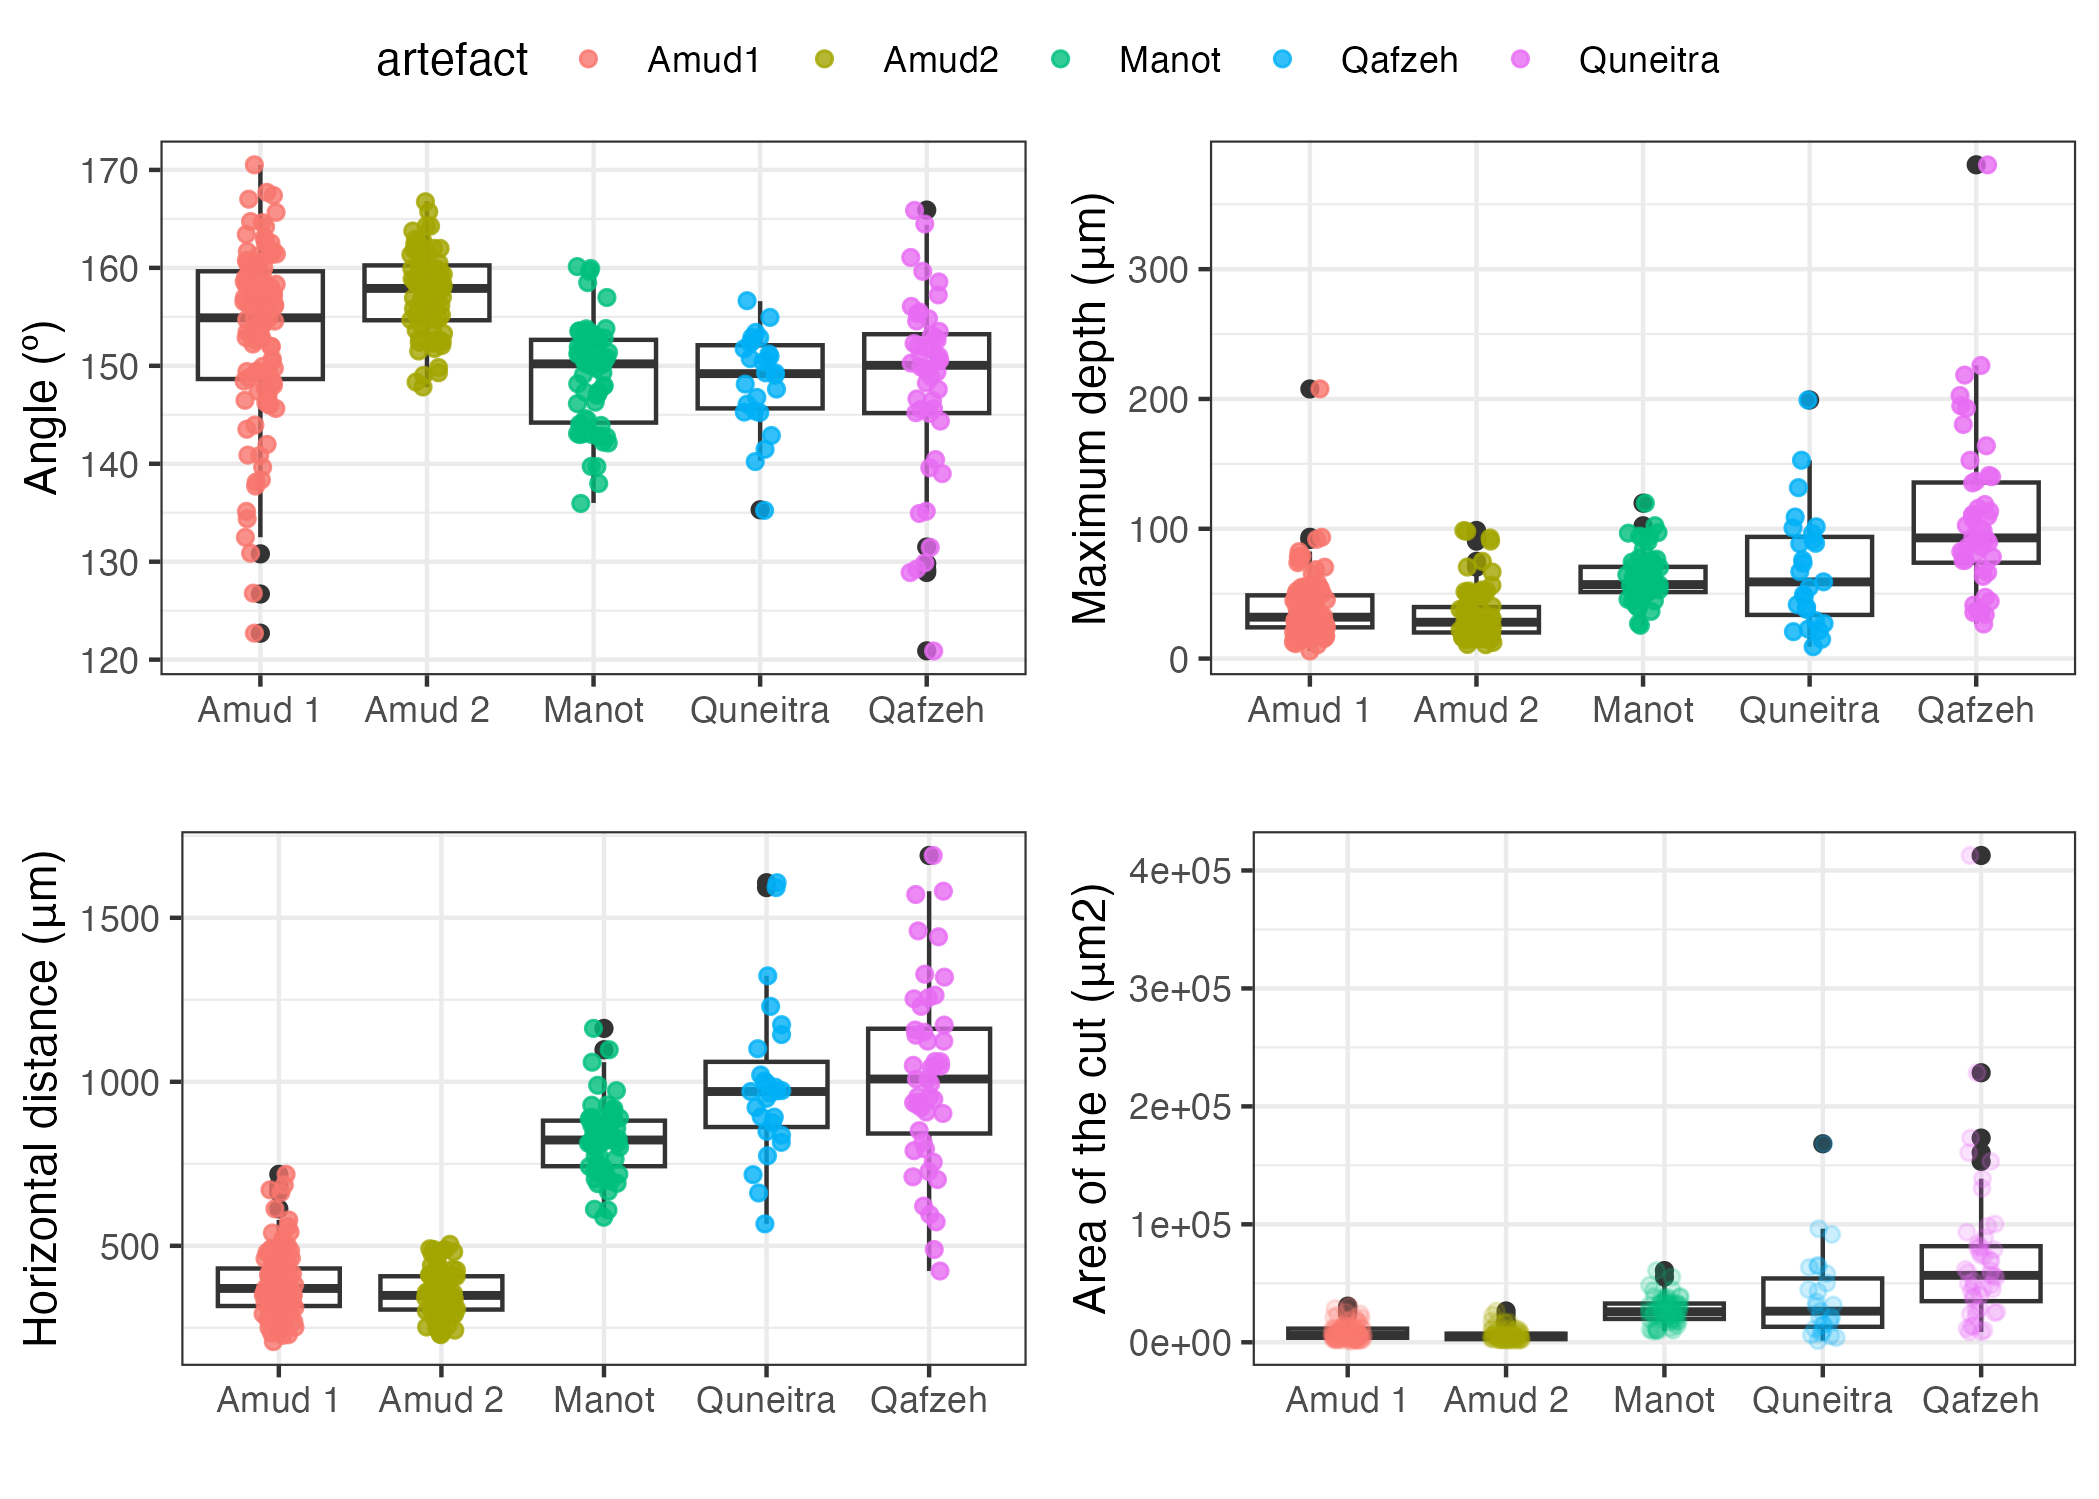 artefact Amud1 Amud2 Manot Qafzeh Quneitra
Angle (º)
170
160
150
140
130
120
Amud 1 Amud 2 Manot Quneitra Qafzeh
Maximum depth (µm)
300
200
100
0
Amud 1 Amud 2 Manot Quneitra Qafzeh
Horizontal distance (µm)
1500
1000
500
Amud 1 Amud 2 Manot Quneitra Qafzeh
Area of the cut (µm2)
4e+05
3e+05
2e+05
1e+05
0e+00
Amud 1 Amud 2 Manot Quneitra Qafzeh